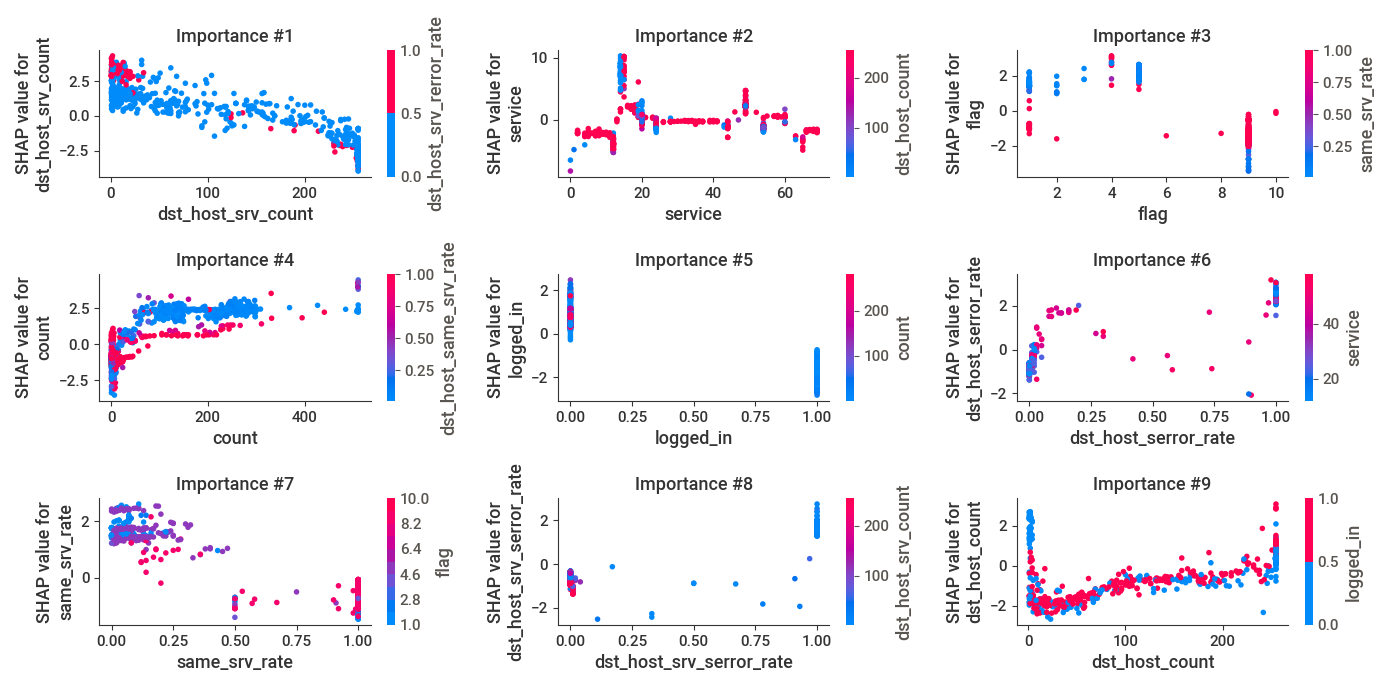 Importance #1
SHAP value for
dst_host_srv_count
2.5
0.0
−2.5
0
100
200
dst_host_srv_count
1.0
0.5
0.0
dst_host_srv_rerror_rate
Importance #2
SHAP value for
service
10
0
0
20
40
60
service
200
100
dst_host_count
Importance #3
SHAP value for
flag
2
0
−2
2
4
6
8
10
flag
1.00
0.75
0.50
0.25
same_srv_rate
Importance #4
SHAP value for
count
2.5
0.0
−2.5
0
200
400
count
1.00
0.75
0.50
0.25
dst_host_same_srv_rate
Importance #5
SHAP value for
logged_in
2
0
−2
0.00
0.25
0.50
0.75
1.00
logged_in
200
100
count
Importance #6
SHAP value for
dst_host_serror_rate
2
0
−2
0.00
0.25
0.50
0.75
1.00
dst_host_serror_rate
40
20
service
Importance #7
SHAP value for
same_srv_rate
2
0
0.00
0.25
0.50
0.75
1.00
same_srv_rate
10.0
8.2
6.4
4.6
2.8
1.0
flag
Importance #8
SHAP value for
dst_host_srv_serror_rate
2
0
−2
0.00
0.25
0.50
0.75
1.00
dst_host_srv_serror_rate
200
100
dst_host_srv_count
Importance #9
SHAP value for
dst_host_count
2
0
−2
0
100
200
dst_host_count
1.0
0.5
0.0
logged_in